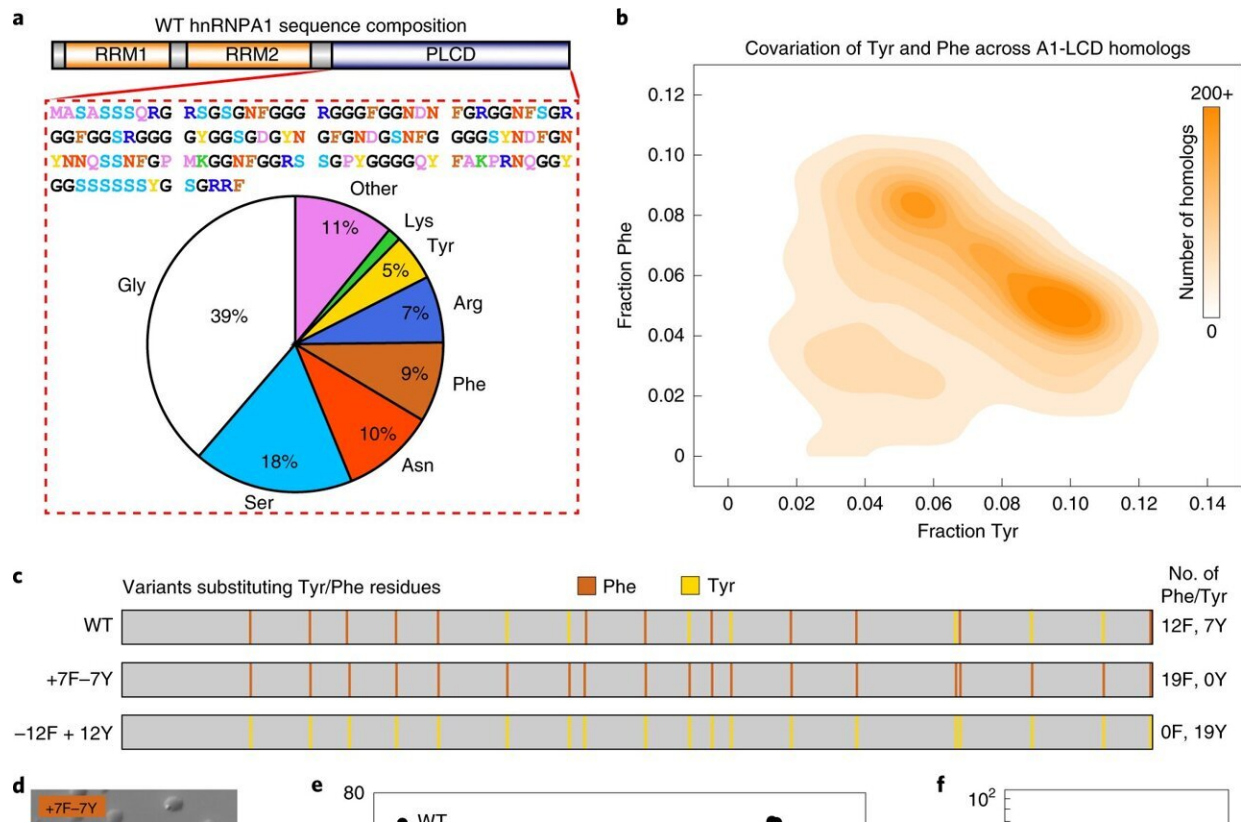 a
WT hnRNPA1 sequence composition
RRM1 RRM2 PLCD
MASASSSQRG RSGSGNFGGG RGGGFGGNDN FGRGGNFSGR
GGFGGSRGGG GYGGSGDGYN GFGNDGSNFG GGGSYNDFGN
YNNQSSNFGP MKGGNFGGRS SGPYGGGGQY FAKPRNQGGY
GGSSSSSSYG SGRRF
Other
11%
Lys
Tyr
5%
Arg
7%
Phe
9%
Asn
10%
Ser
18%
Gly
39%
b
Covariation of Tyr and Phe across A1-LCD homologs
Fraction Phe
0.12
0.10
0.08
0.06
0.04
0.02
0
0 0.02 0.04 0.06 0.08 0.10 0.12 0.14
Fraction Tyr
200+
Number of homologs
0
c
Variants substituting Tyr/Phe residues
Phe Tyr
No. of
Phe/Tyr
WT 12F, 7Y
+7F–7Y 19F, 0Y
–12F + 12Y 0F, 19Y
d
+7F–7Y
e
80
WT
f
10²